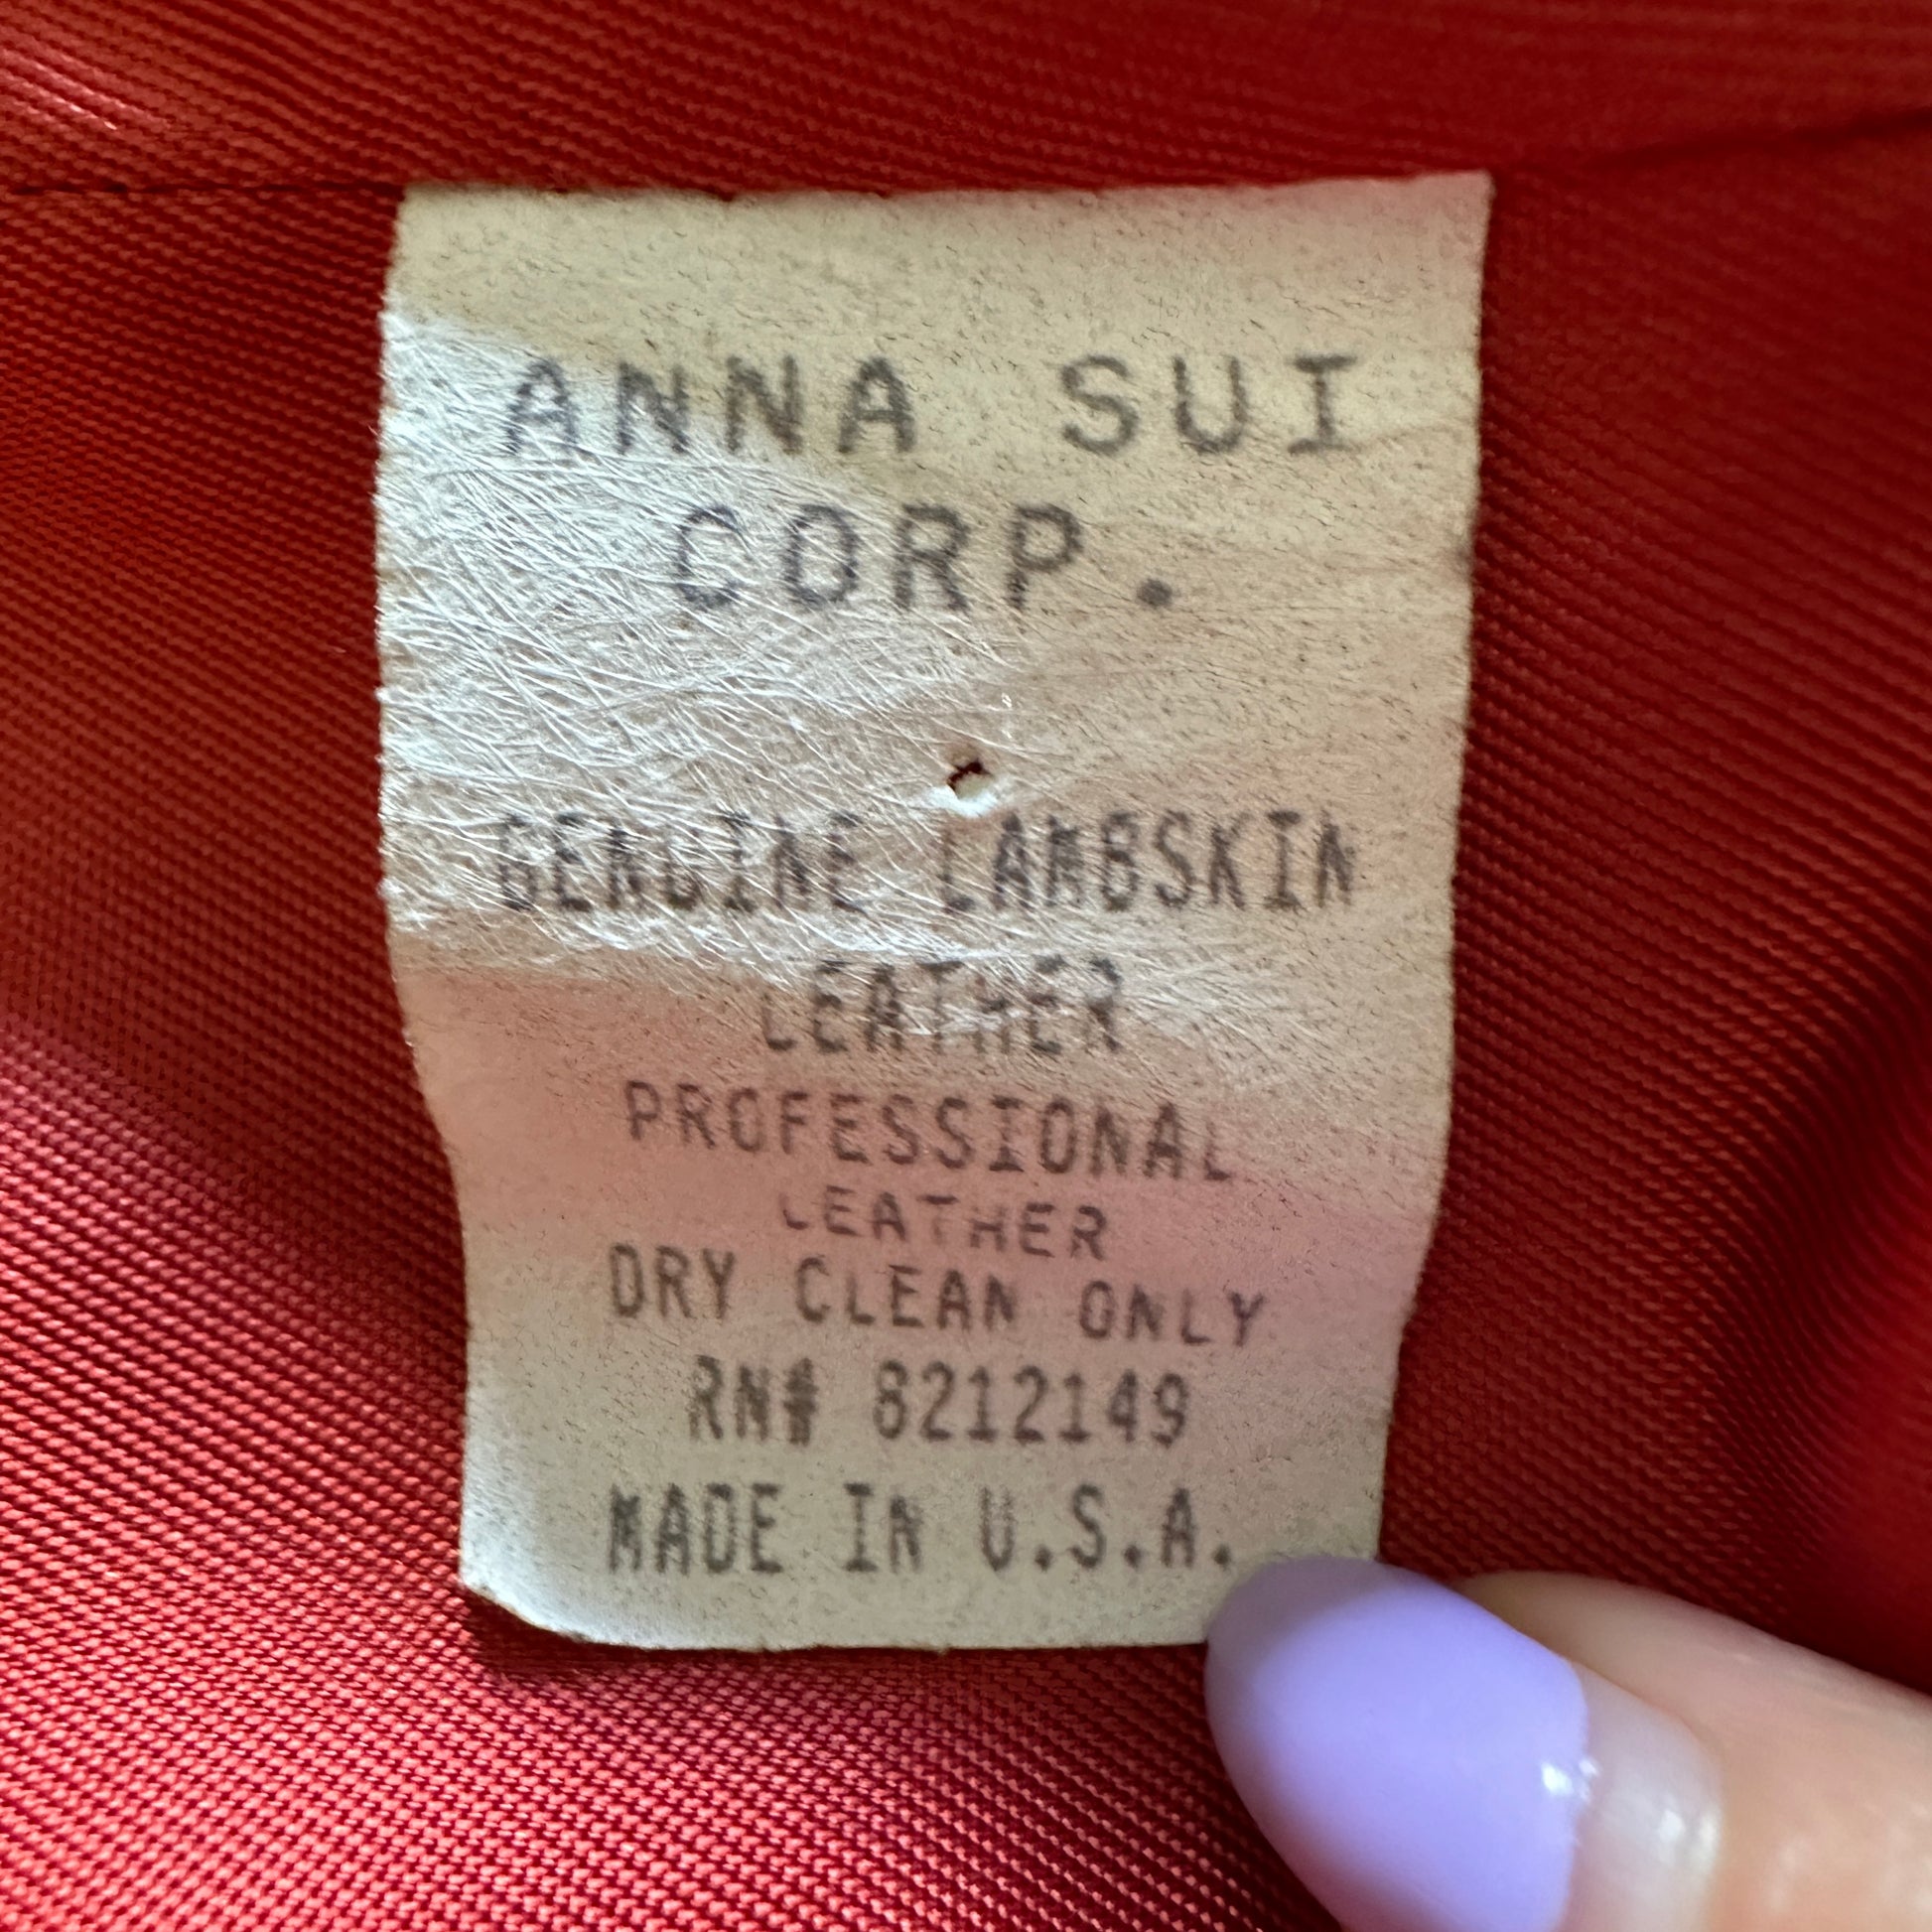 ANNA SUI
CORP.
GENUINE LAMBSKIN
LEATHER
PROFESSIONAL
LEATHER
DRY CLEAN ONLY
RN# 8212149
MADE IN U.S.A.